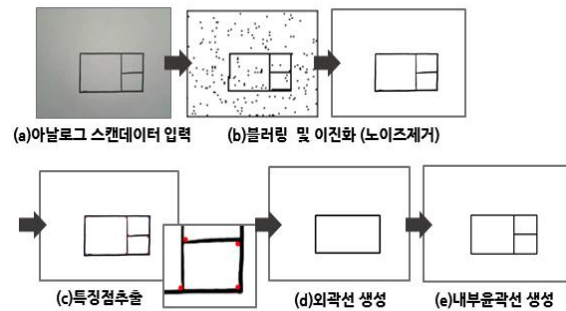 (a)아날로그 스캔데이터 입력
(b)블러링 및 이진화 (노이즈제거)
(c)특징점추출
(d)외곽선 생성
(e)내부윤곽선 생성